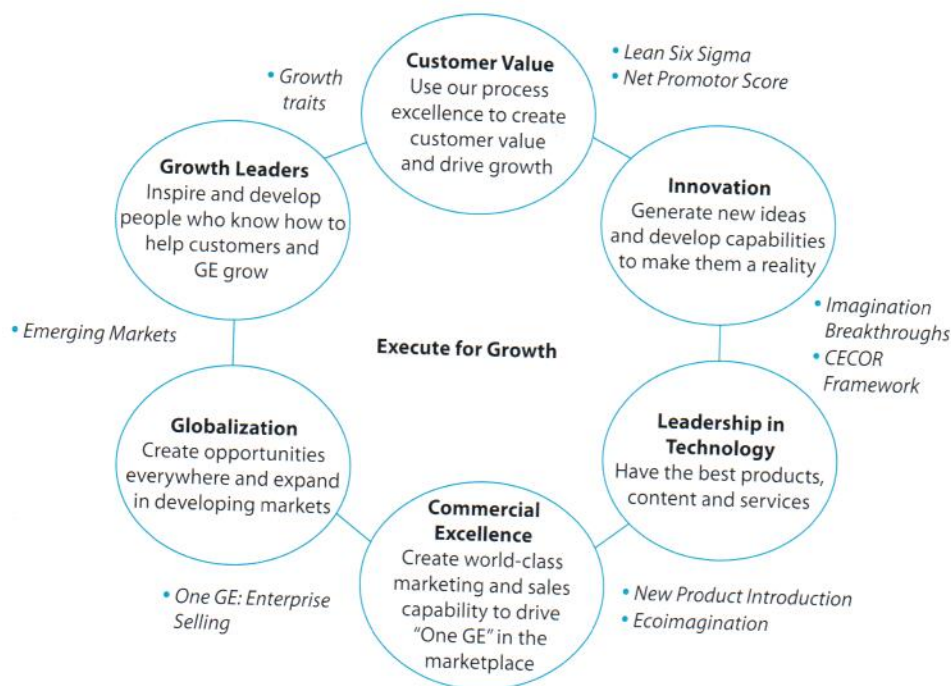 Customer Value
Use our process
excellence to create
customer value
and drive growth
• Lean Six Sigma
• Net Promotor Score
Innovation
Generate new ideas
and develop capabilities
to make them a reality
• Imagination
Breakthroughs
• CECOR
Framework
Leadership in
Technology
Have the best products,
content and services
• New Product Introduction
• Ecoimagination
Commercial
Excellence
Create world-class
marketing and sales
capability to drive
“One GE” in the
marketplace
• One GE: Enterprise
Selling
Globalization
Create opportunities
everywhere and expand
in developing markets
• Emerging Markets
Growth Leaders
Inspire and develop
people who know how to
help customers and
GE grow
• Growth
traits
Execute for Growth